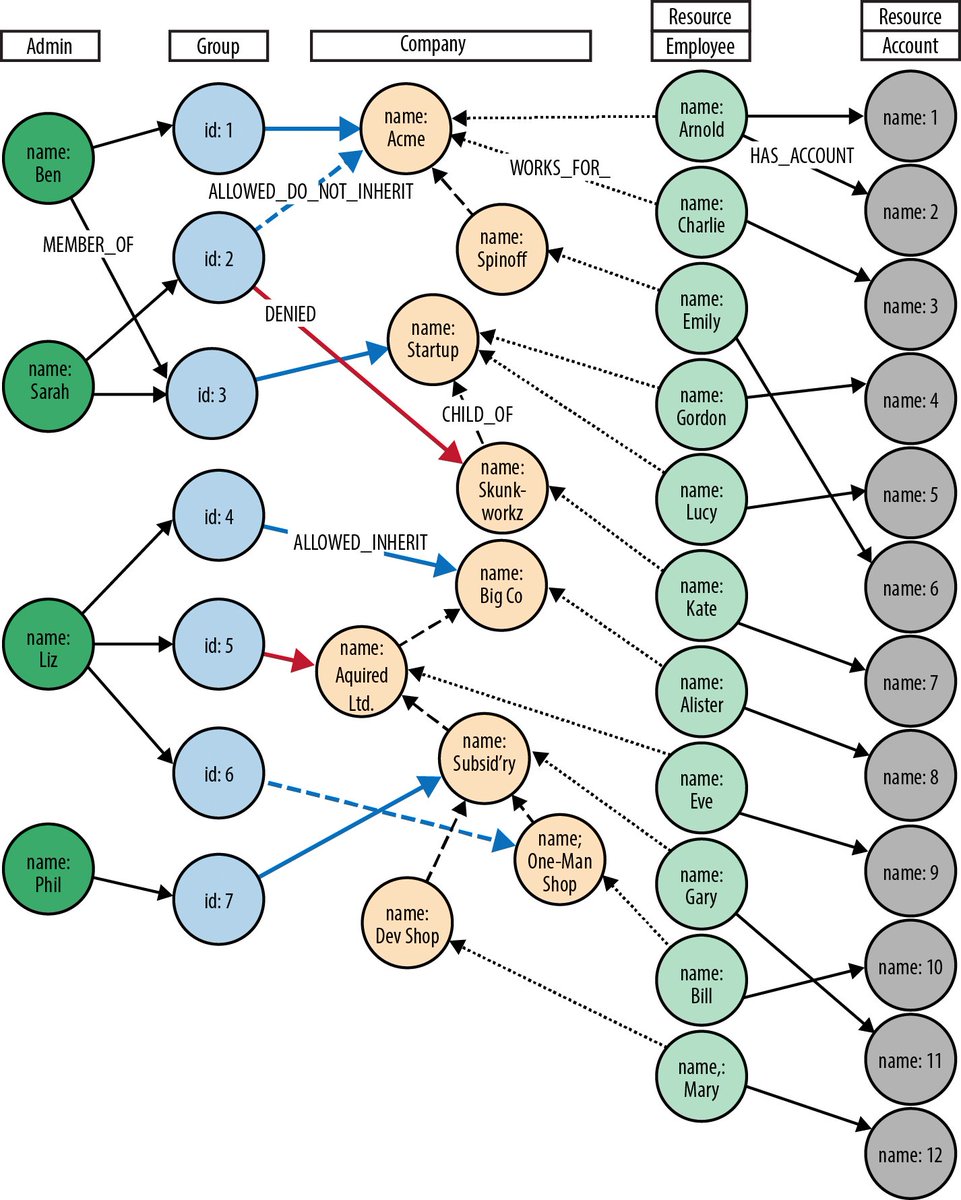 Admin
Group
Company
Resource
Employee
Resource
Account
name:
Ben
name:
Sarah
name:
Liz
name:
Phil
MEMBER_OF
id: 1
id: 2
id: 3
id: 4
id: 5
id: 6
id: 7
ALLOWED_DO_NOT_INHERIT
DENIED
ALLOWED_INHERIT
name:
Acme
name:
Spinoff
name:
Startup
CHILD_OF
name:
Skunk-
workz
name:
Big Co
name:
Aquired
Ltd.
name:
Subsid'ry
name;
One-Man
Shop
name:
Dev Shop
WORKS_FOR_
name:
Arnold
name:
Charlie
name:
Emily
name:
Gordon
name:
Lucy
name:
Kate
name:
Alister
name:
Eve
name:
Gary
name:
Bill
name,:
Mary
HAS_ACCOUNT
name: 1
name: 2
name: 3
name: 4
name: 5
name: 6
name: 7
name: 8
name: 9
name: 10
name: 11
name: 12